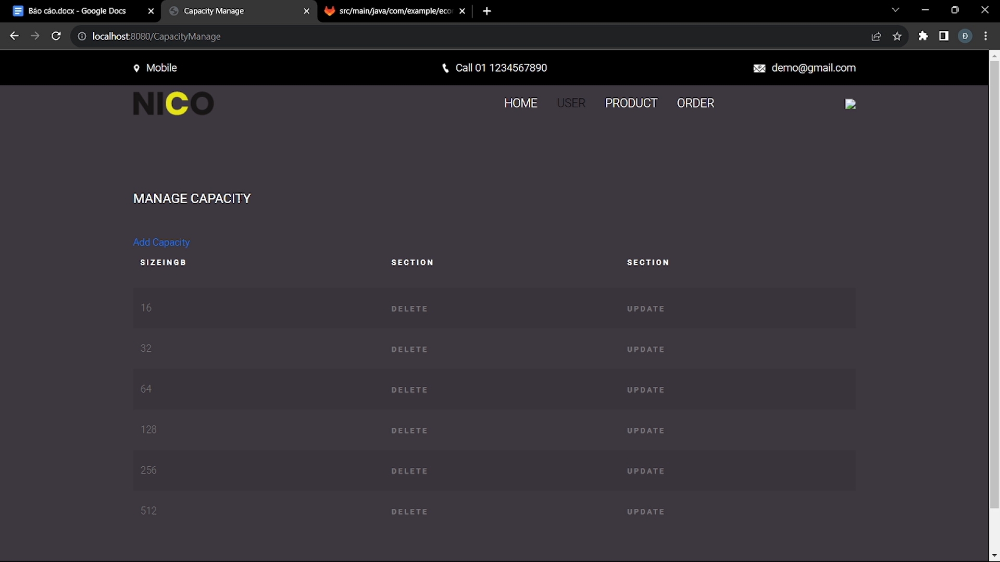 Báo cáo.docx - Google Docs
Capacity Manage
src/main/java/com/example/eco
localhost:8080/CapacityManage
Đ
Mobile
Call 01 1234567890
demo@gmail.com
NICO
HOME
USER
PRODUCT
ORDER
MANAGE CAPACITY
Add Capacity
SIZEINGB SECTION SECTION
16 DELETE UPDATE
32 DELETE UPDATE
64 DELETE UPDATE
128 DELETE UPDATE
256 DELETE UPDATE
512 DELETE UPDATE